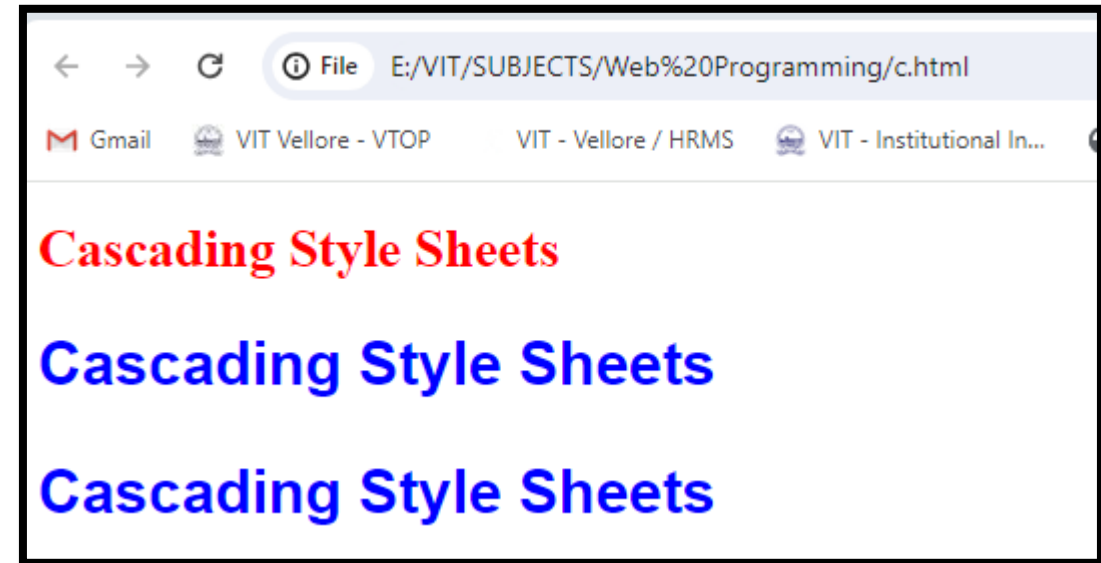 File E:/VIT/SUBJECTS/Web%20Programming/c.html
Gmail VIT Vellore - VTOP VIT - Vellore / HRMS VIT - Institutional In...
Cascading Style Sheets
Cascading Style Sheets
Cascading Style Sheets